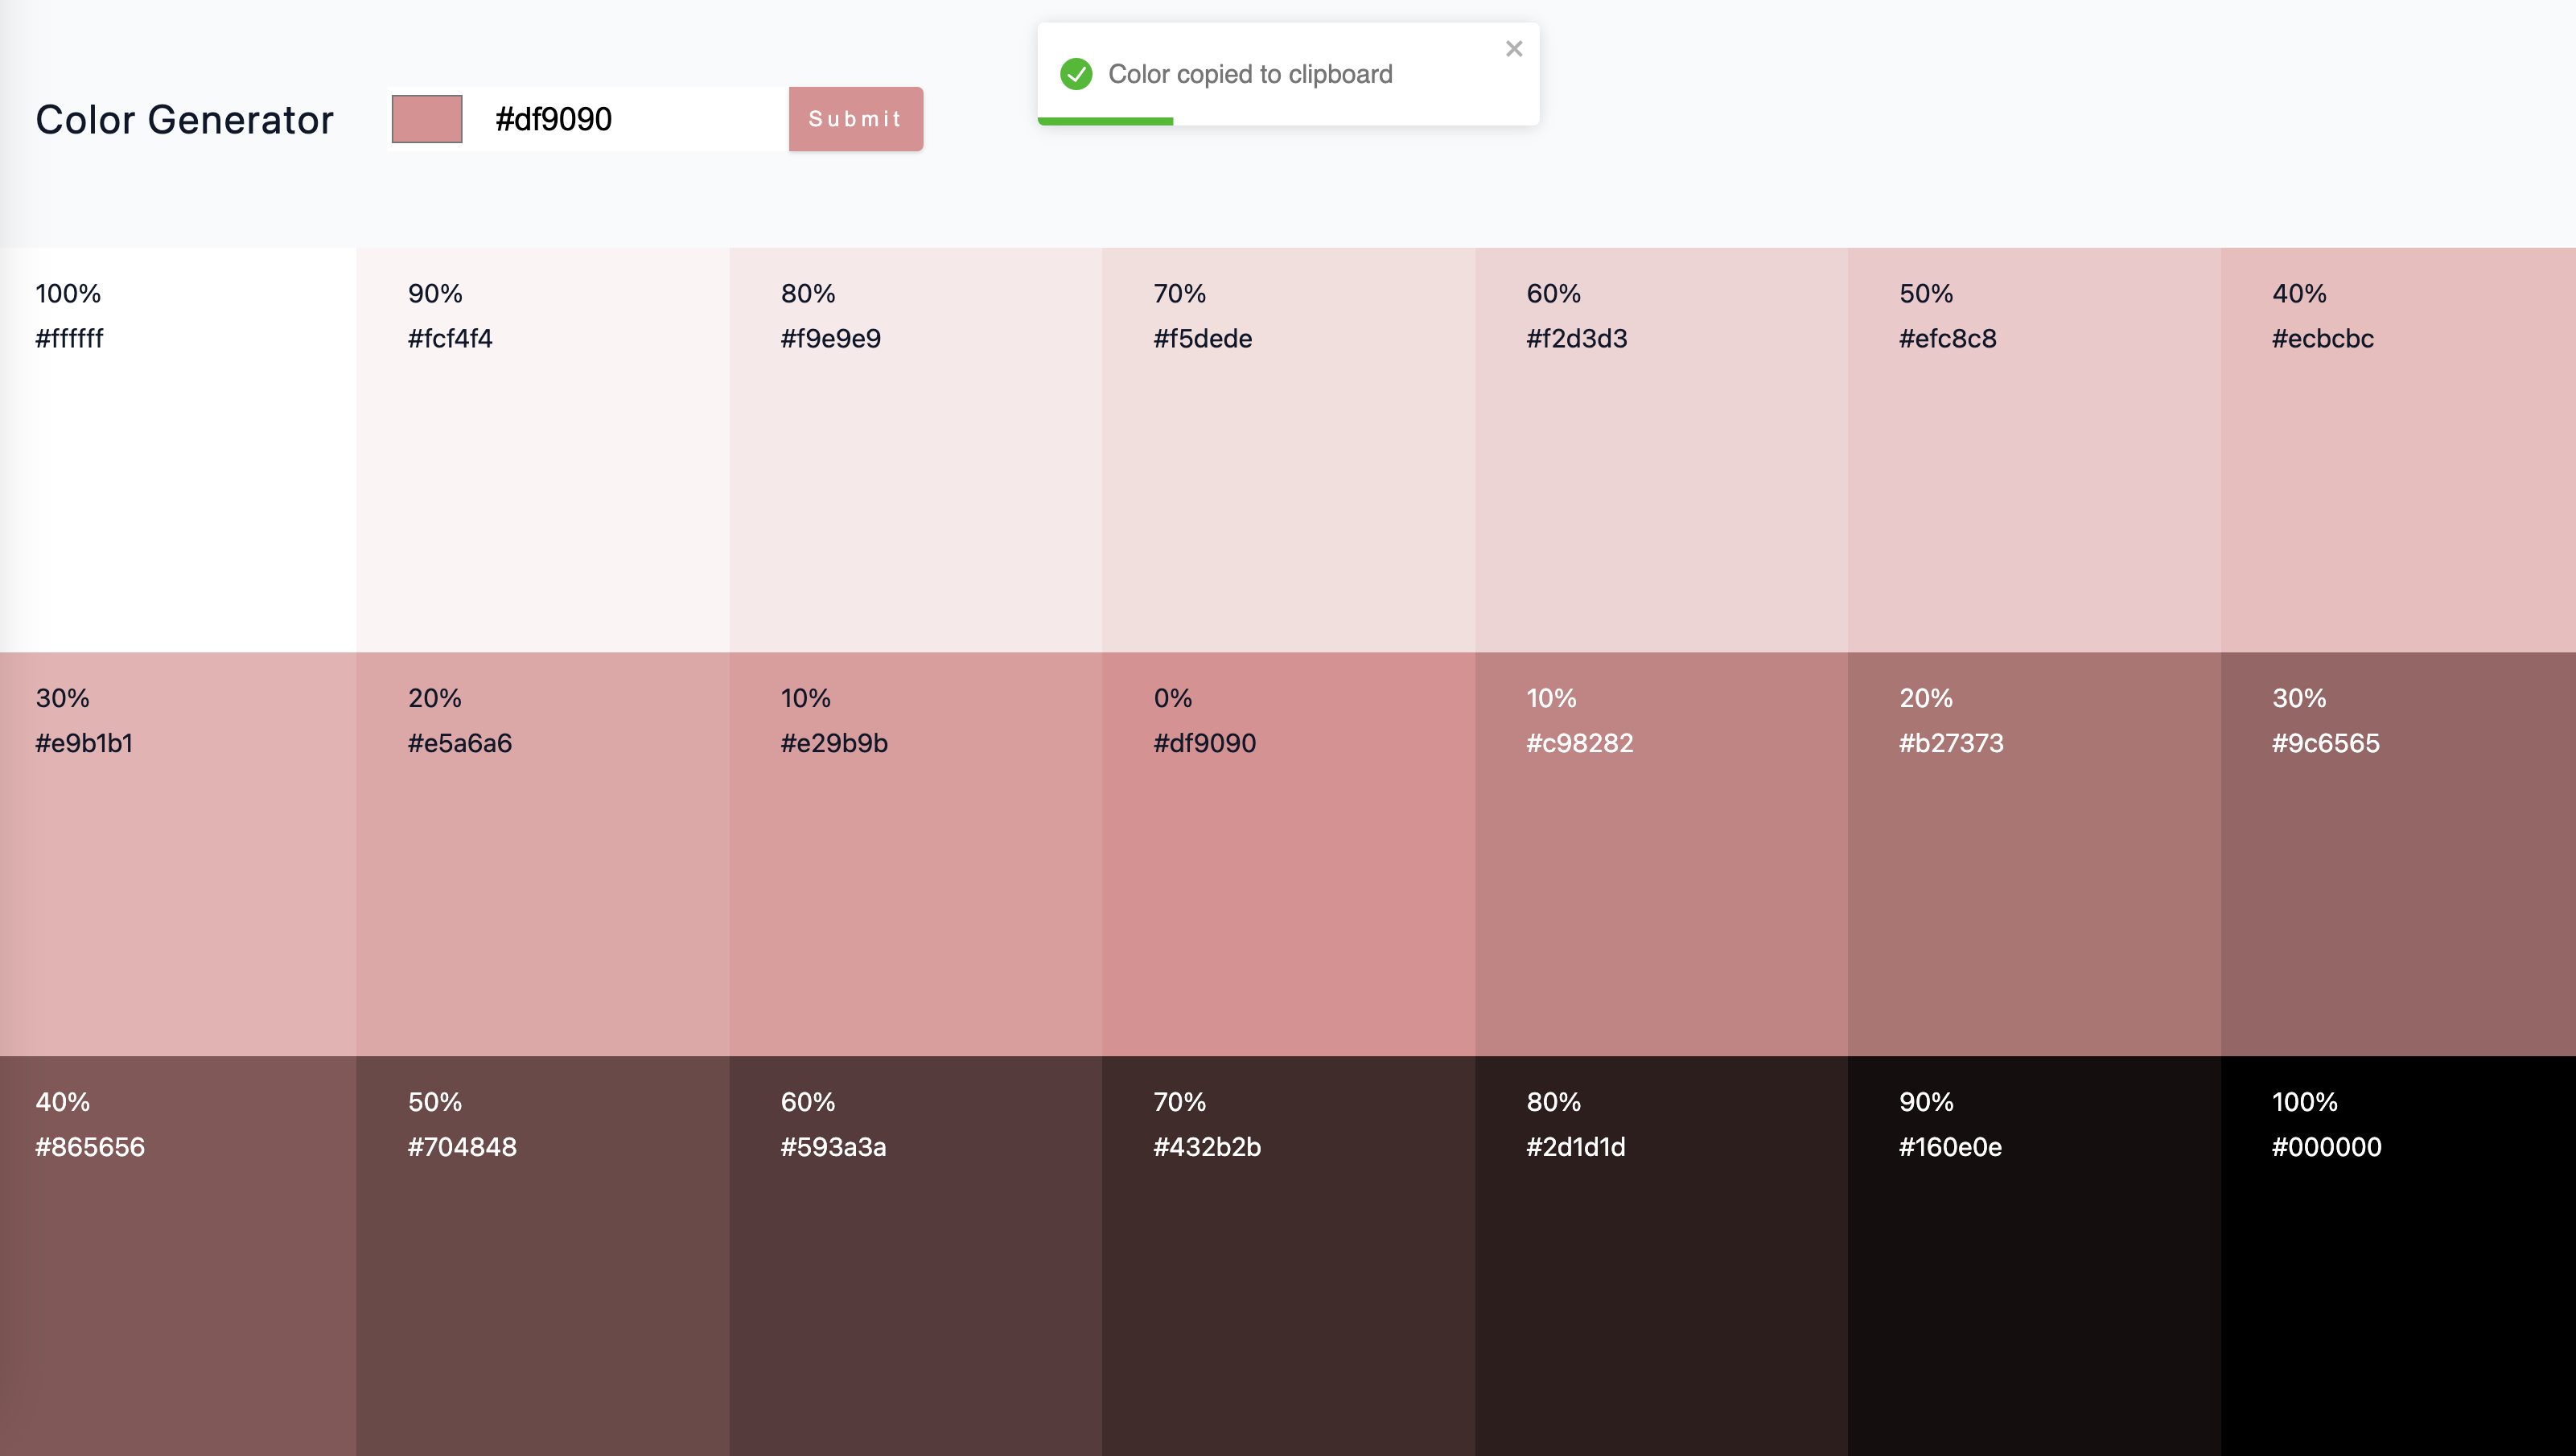 Color Generator
#df9090
Submit
Color copied to clipboard
100%
#ffffff
90%
#fcf4f4
80%
#f9e9e9
70%
#f5dede
60%
#f2d3d3
50%
#efc8c8
40%
#ecbcbc
30%
#e9b1b1
20%
#e5a6a6
10%
#e29b9b
0%
#df9090
10%
#c98282
20%
#b27373
30%
#9c6565
40%
#865656
50%
#704848
60%
#593a3a
70%
#432b2b
80%
#2d1d1d
90%
#160e0e
100%
#000000